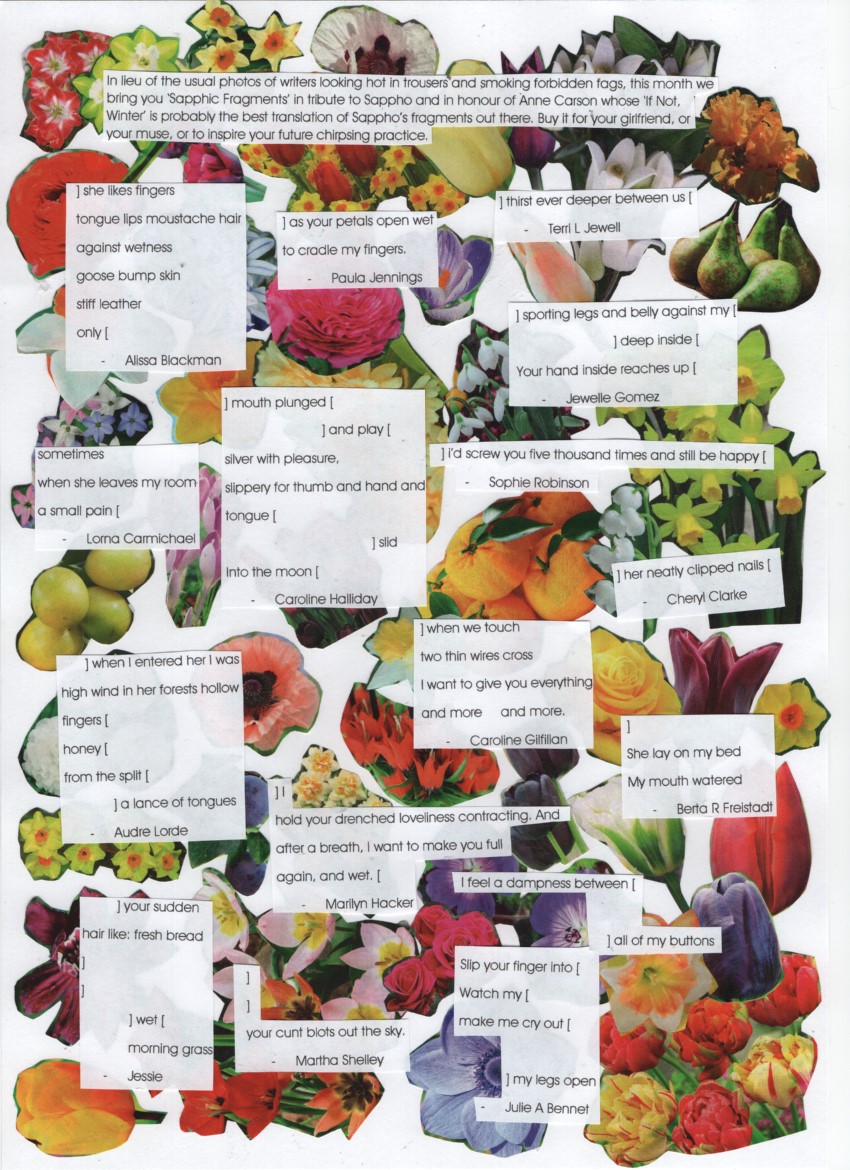 In lieu of the usual photos of writers looking hot in trousers and smoking forbidden fags, this month we
bring you 'Sapphic Fragments' in tribute to Sappho and in honour of Anne Carson whose 'If Not,
Winter' is probably the best translation of Sappho's fragments out there. Buy it for your girlfriend, or
your muse, or to inspire your future chirpsing practice.
] she likes fingers
tongue lips moustache hair
against wetness
goose bump skin
stiff leather
only [
- Alissa Blackman
] as your petals open wet
to cradle my fingers.
- Paula Jennings
] thirst ever deeper between us [
- Terri L Jewell
] sporting legs and belly against my [
] deep inside [
Your hand inside reaches up [
- Jewelle Gomez
sometimes
when she leaves my room
a small pain [
- Lorna Carmichael
] mouth plunged [
] and play [
silver with pleasure,
slippery for thumb and hand and
tongue [
] slid
Into the moon [
- Caroline Halliday
] i'd screw you five thousand times and still be happy [
- Sophie Robinson
] her neatly clipped nails [
- Cheryl Clarke
] when I entered her I was
high wind in her forests hollow
fingers [
honey [
from the split [
] a lance of tongues
- Audre Lorde
] when we touch
two thin wires cross
I want to give you everything
and more and more.
- Caroline Gilfillan
]
She lay on my bed
My mouth watered
- Berta R Freistadt
] I
hold your drenched loveliness contracting. And
after a breath, I want to make you full
again, and wet. [
- Marilyn Hacker
] your sudden
hair like: fresh bread
]
]
] wet [
morning grass
- Jessie
]
]
your cunt blots out the sky.
- Martha Shelley
I feel a dampness between [
] all of my buttons
Slip your finger into [
Watch my [
make me cry out [
] my legs open
- Julie A Bennet